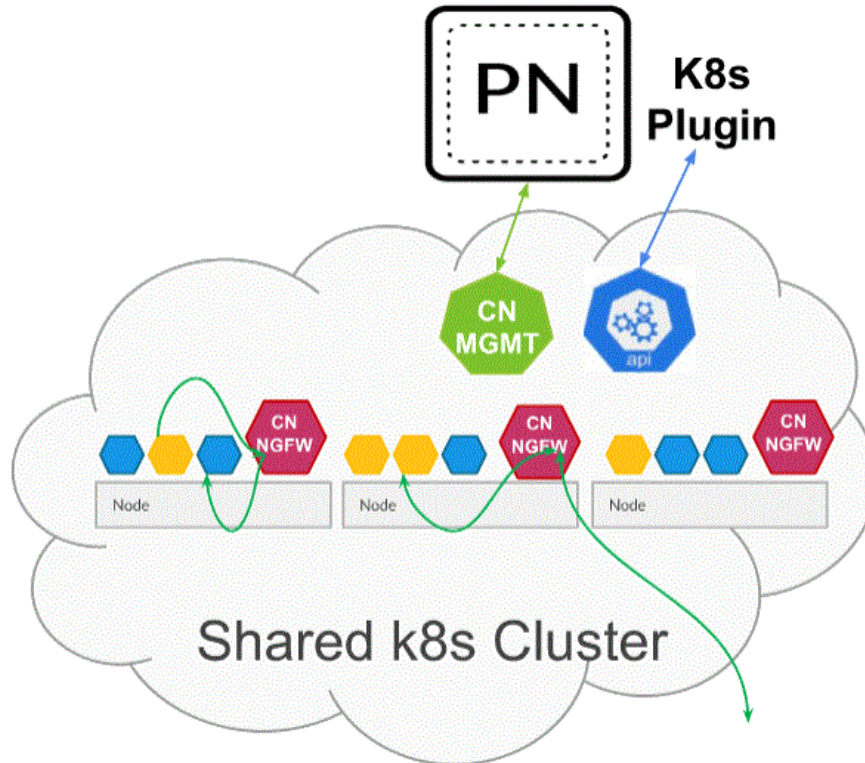 PN
K8s
Plugin
CN
MGMT
api
CN
NGFW
CN
NGFW
CN
NGFW
Node
Node
Node
Shared k8s Cluster